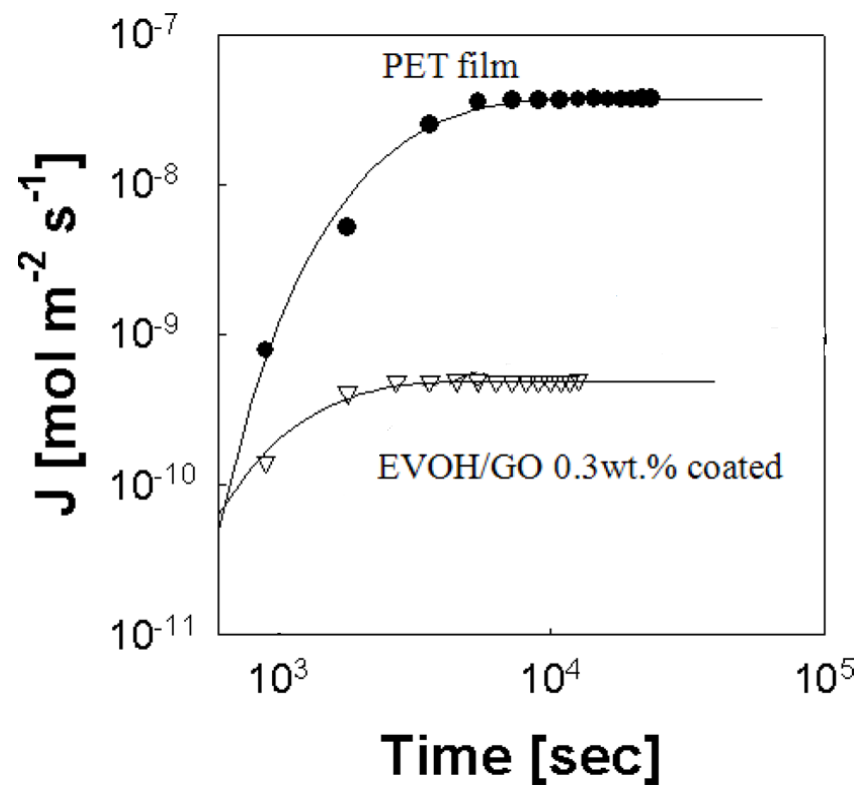 10⁻⁷
PET film
10⁻⁸
10⁻⁹
EVOH/GO 0.3wt.% coated
10⁻¹⁰
10⁻¹¹
J [mol m⁻² s⁻¹]
10³ 10⁴ 10⁵
Time [sec]